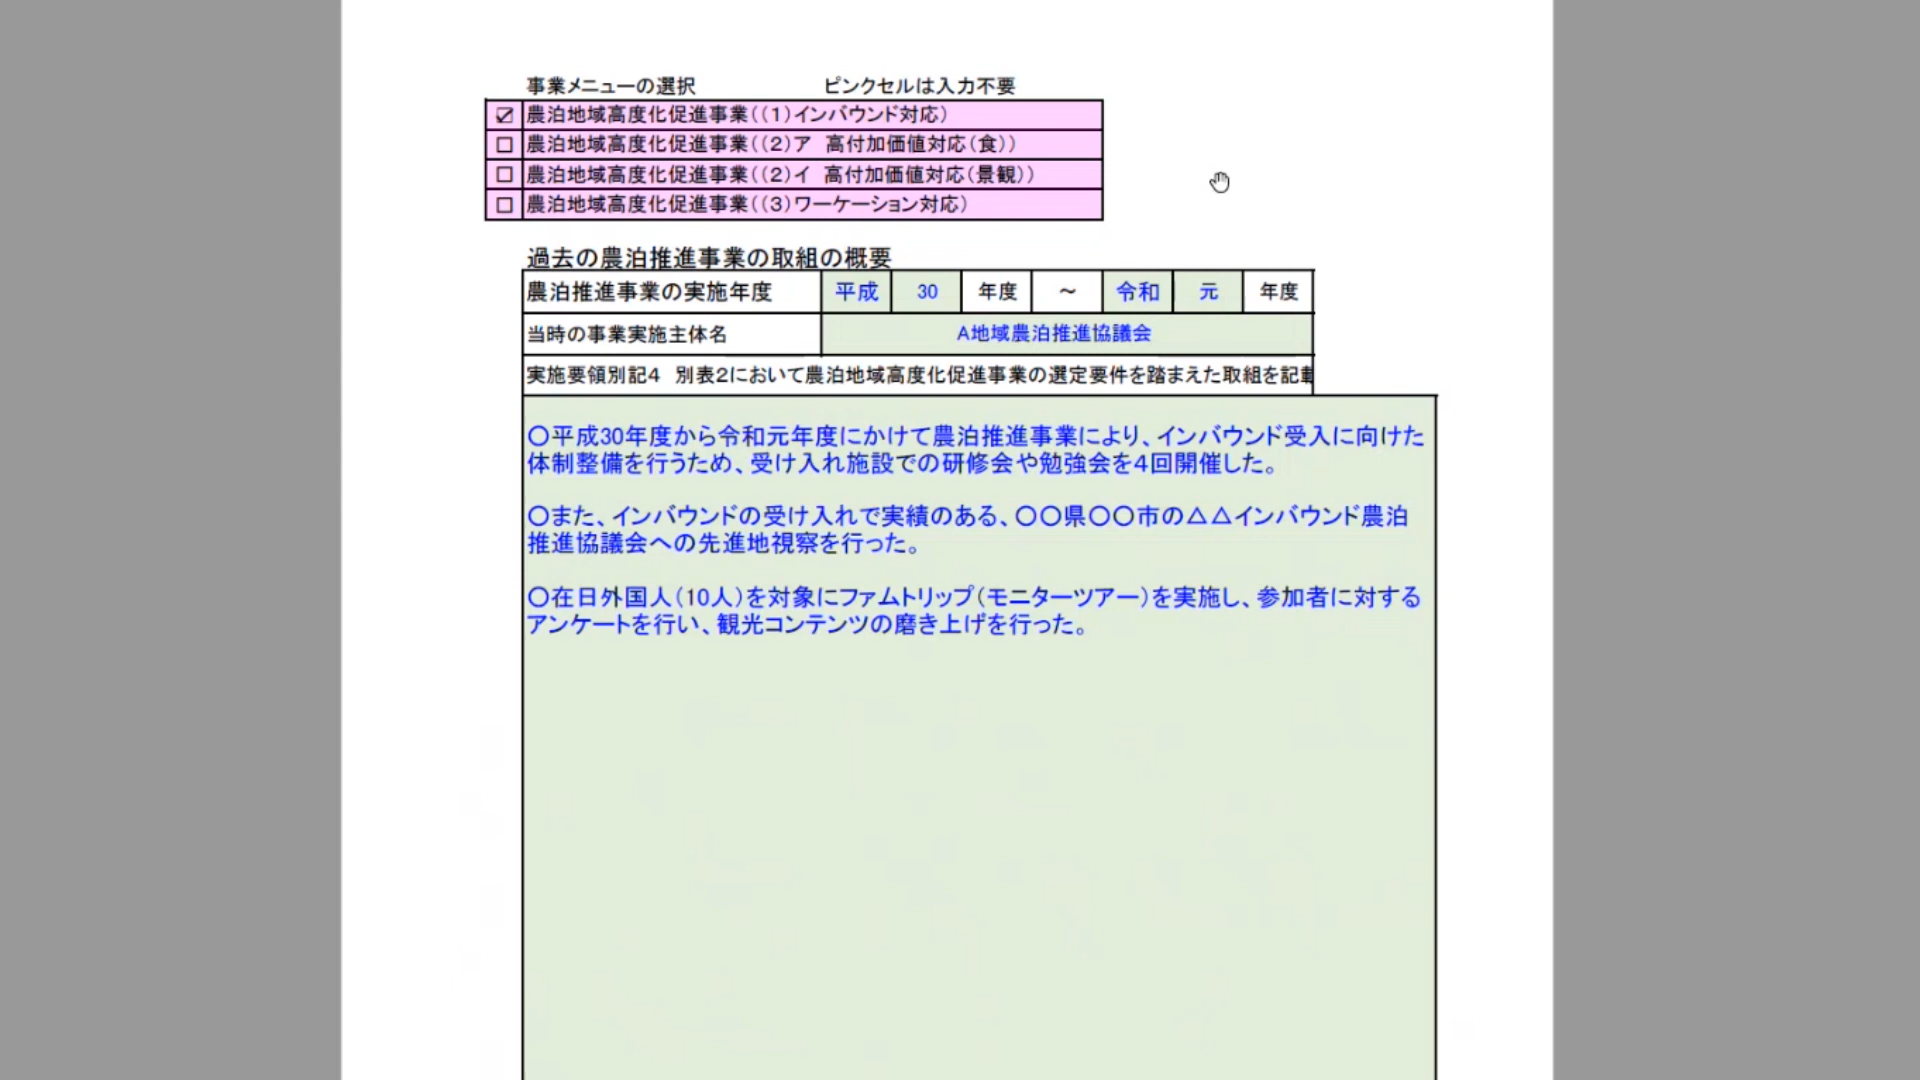 事業メニューの選択 ピンクセルは入力不要
☑ 農泊地域高度化促進事業((1)インバウンド対応)
☐ 農泊地域高度化促進事業((2)ア 高付加価値対応(食))
☐ 農泊地域高度化促進事業((2)イ 高付加価値対応(景観))
☐ 農泊地域高度化促進事業((3)ワーケーション対応)
過去の農泊推進事業の取組の概要
農泊推進事業の実施年度 平成 30 年度 ～ 令和 元 年度
当時の事業実施主体名 A地域農泊推進協議会
実施要領別記4 別表2において農泊地域高度化促進事業の選定要件を踏まえた取組を記載
〇平成30年度から令和元年度にかけて農泊推進事業により、インバウンド受入に向けた
体制整備を行うため、受け入れ施設での研修会や勉強会を4回開催した。
〇また、インバウンドの受け入れで実績のある、〇〇県〇〇市の△△インバウンド農泊
推進協議会への先進地視察を行った。
〇在日外国人(10人)を対象にファムトリップ(モニターツアー)を実施し、参加者に対する
アンケートを行い、観光コンテンツの磨き上げを行った。